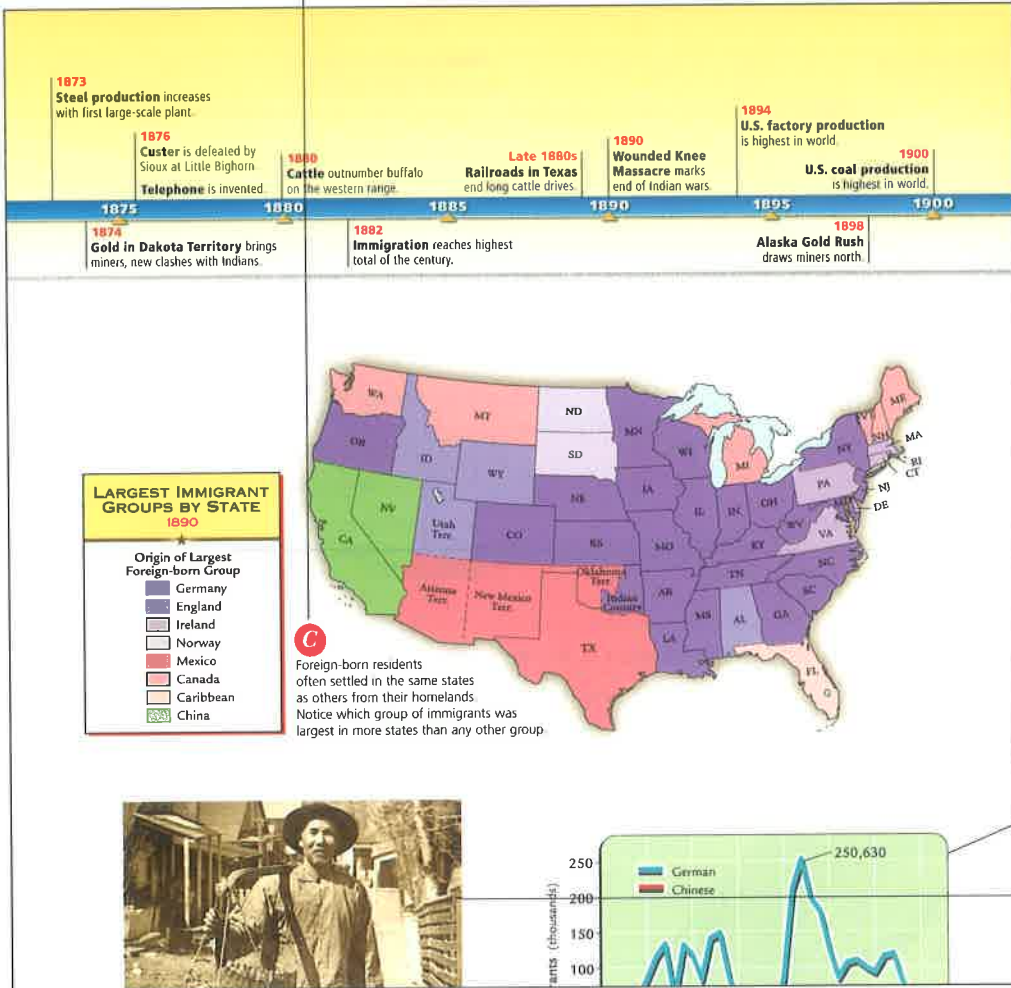 1873
Steel production increases
with first large-scale plant.
1876
Custer is defeated by
Sioux at Little Bighorn.
Telephone is invented.
1880
Cattle outnumber buffalo
on the western range.
Late 1880s
Railroads in Texas
end long cattle drives.
1890
Wounded Knee
Massacre marks
end of Indian wars.
1894
U.S. factory production
is highest in world.
1900
U.S. coal production
is highest in world.
1875
1880
1885
1890
1895
1900
1874
Gold in Dakota Territory brings
miners, new clashes with Indians.
1882
Immigration reaches highest
total of the century.
1898
Alaska Gold Rush
draws miners north.
LARGEST IMMIGRANT
GROUPS BY STATE
1890
Origin of Largest
Foreign-born Group
Germany
England
Ireland
Norway
Mexico
Canada
Caribbean
China
WA
OR
CA
NV
ID
MT
WY
Utah
Terr.
CO
Arizona
Terr.
New Mexico
Terr.
ND
SD
NE
KS
Oklahoma
Terr.
Indian
Country
TX
MN
IA
MO
AR
LA
WI
IL
MI
IN
OH
KY
TN
MS
AL
GA
FL
SC
NC
VA
WV
PA
NY
VT
NH
ME
MA
RI
CT
NJ
DE
MD
C
Foreign-born residents
often settled in the same states
as others from their homelands.
Notice which group of immigrants was
largest in more states than any other group.
250
200
150
100
(thousands)
German
Chinese
250,630